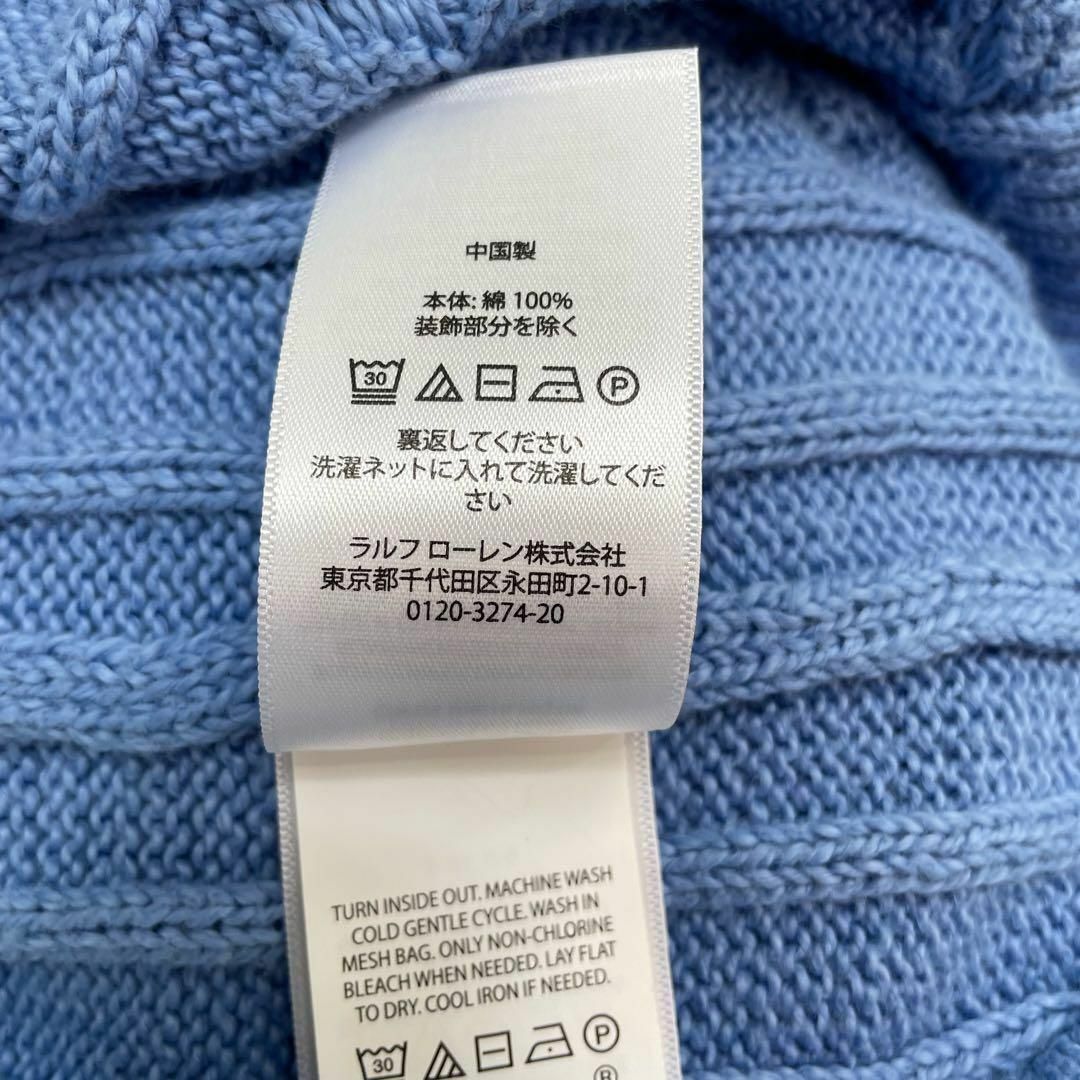 中国製
本体: 綿 100%
装飾部分を除く
30 P
裏返してください
洗濯ネットに入れて洗濯してくだ
さい
ラルフ ローレン株式会社
東京都千代田区永田町2-10-1
0120-3274-20
TURN INSIDE OUT. MACHINE WASH
COLD GENTLE CYCLE. WASH IN
MESH BAG. ONLY NON-CHLORINE
BLEACH WHEN NEEDED. LAY FLAT
TO DRY. COOL IRON IF NEEDED.
30 P
R